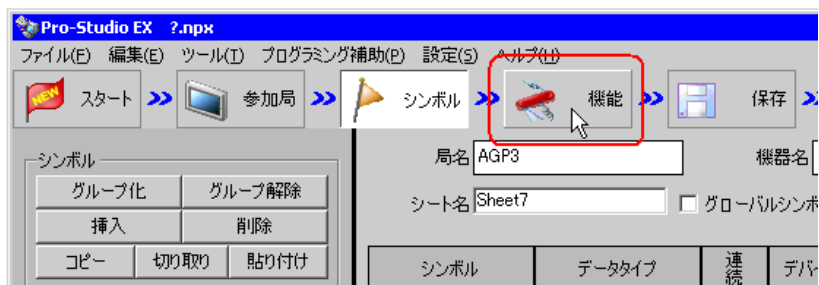 Pro-Studio EX ?.npx
ファイル(F) 編集(E) ツール(T) プログラミング補助(P) 設定(S) ヘルプ(H)
NEW スタート 参加局 シンボル 機能 保存
シンボル
グループ化 グループ解除
挿入 削除
コピー 切り取り 貼り付け
局名 AGP3 機器名
シート名 Sheet7 グローバルシンボ
シンボル データタイプ 連続 デバイ